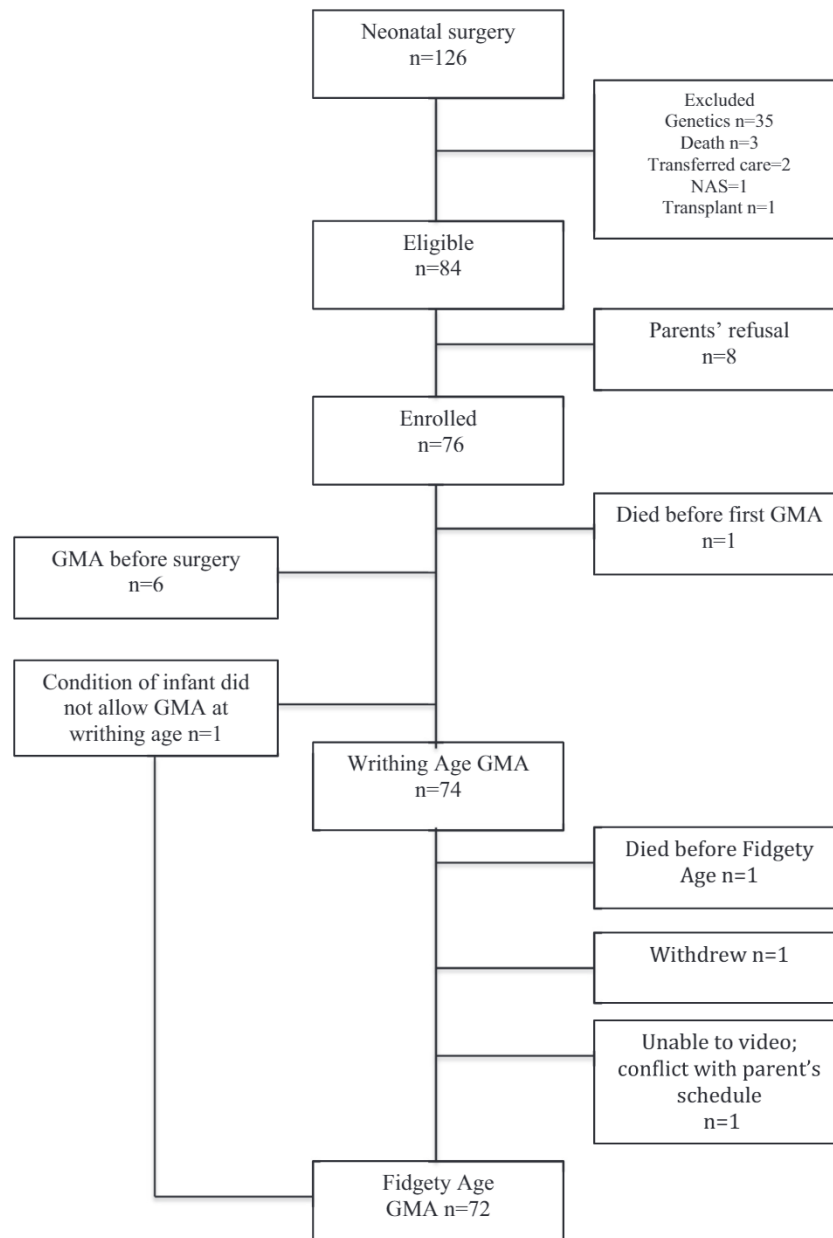 Neonatal surgery
n=126
Excluded
Genetics n=35
Death n=3
Transferred care=2
NAS=1
Transplant n=1
Eligible
n=84
Parents’ refusal
n=8
Enrolled
n=76
Died before first GMA
n=1
GMA before surgery
n=6
Condition of infant did
not allow GMA at
writhing age n=1
Writhing Age GMA
n=74
Died before Fidgety
Age n=1
Withdrew n=1
Unable to video;
conflict with parent’s
schedule
n=1
Fidgety Age
GMA n=72